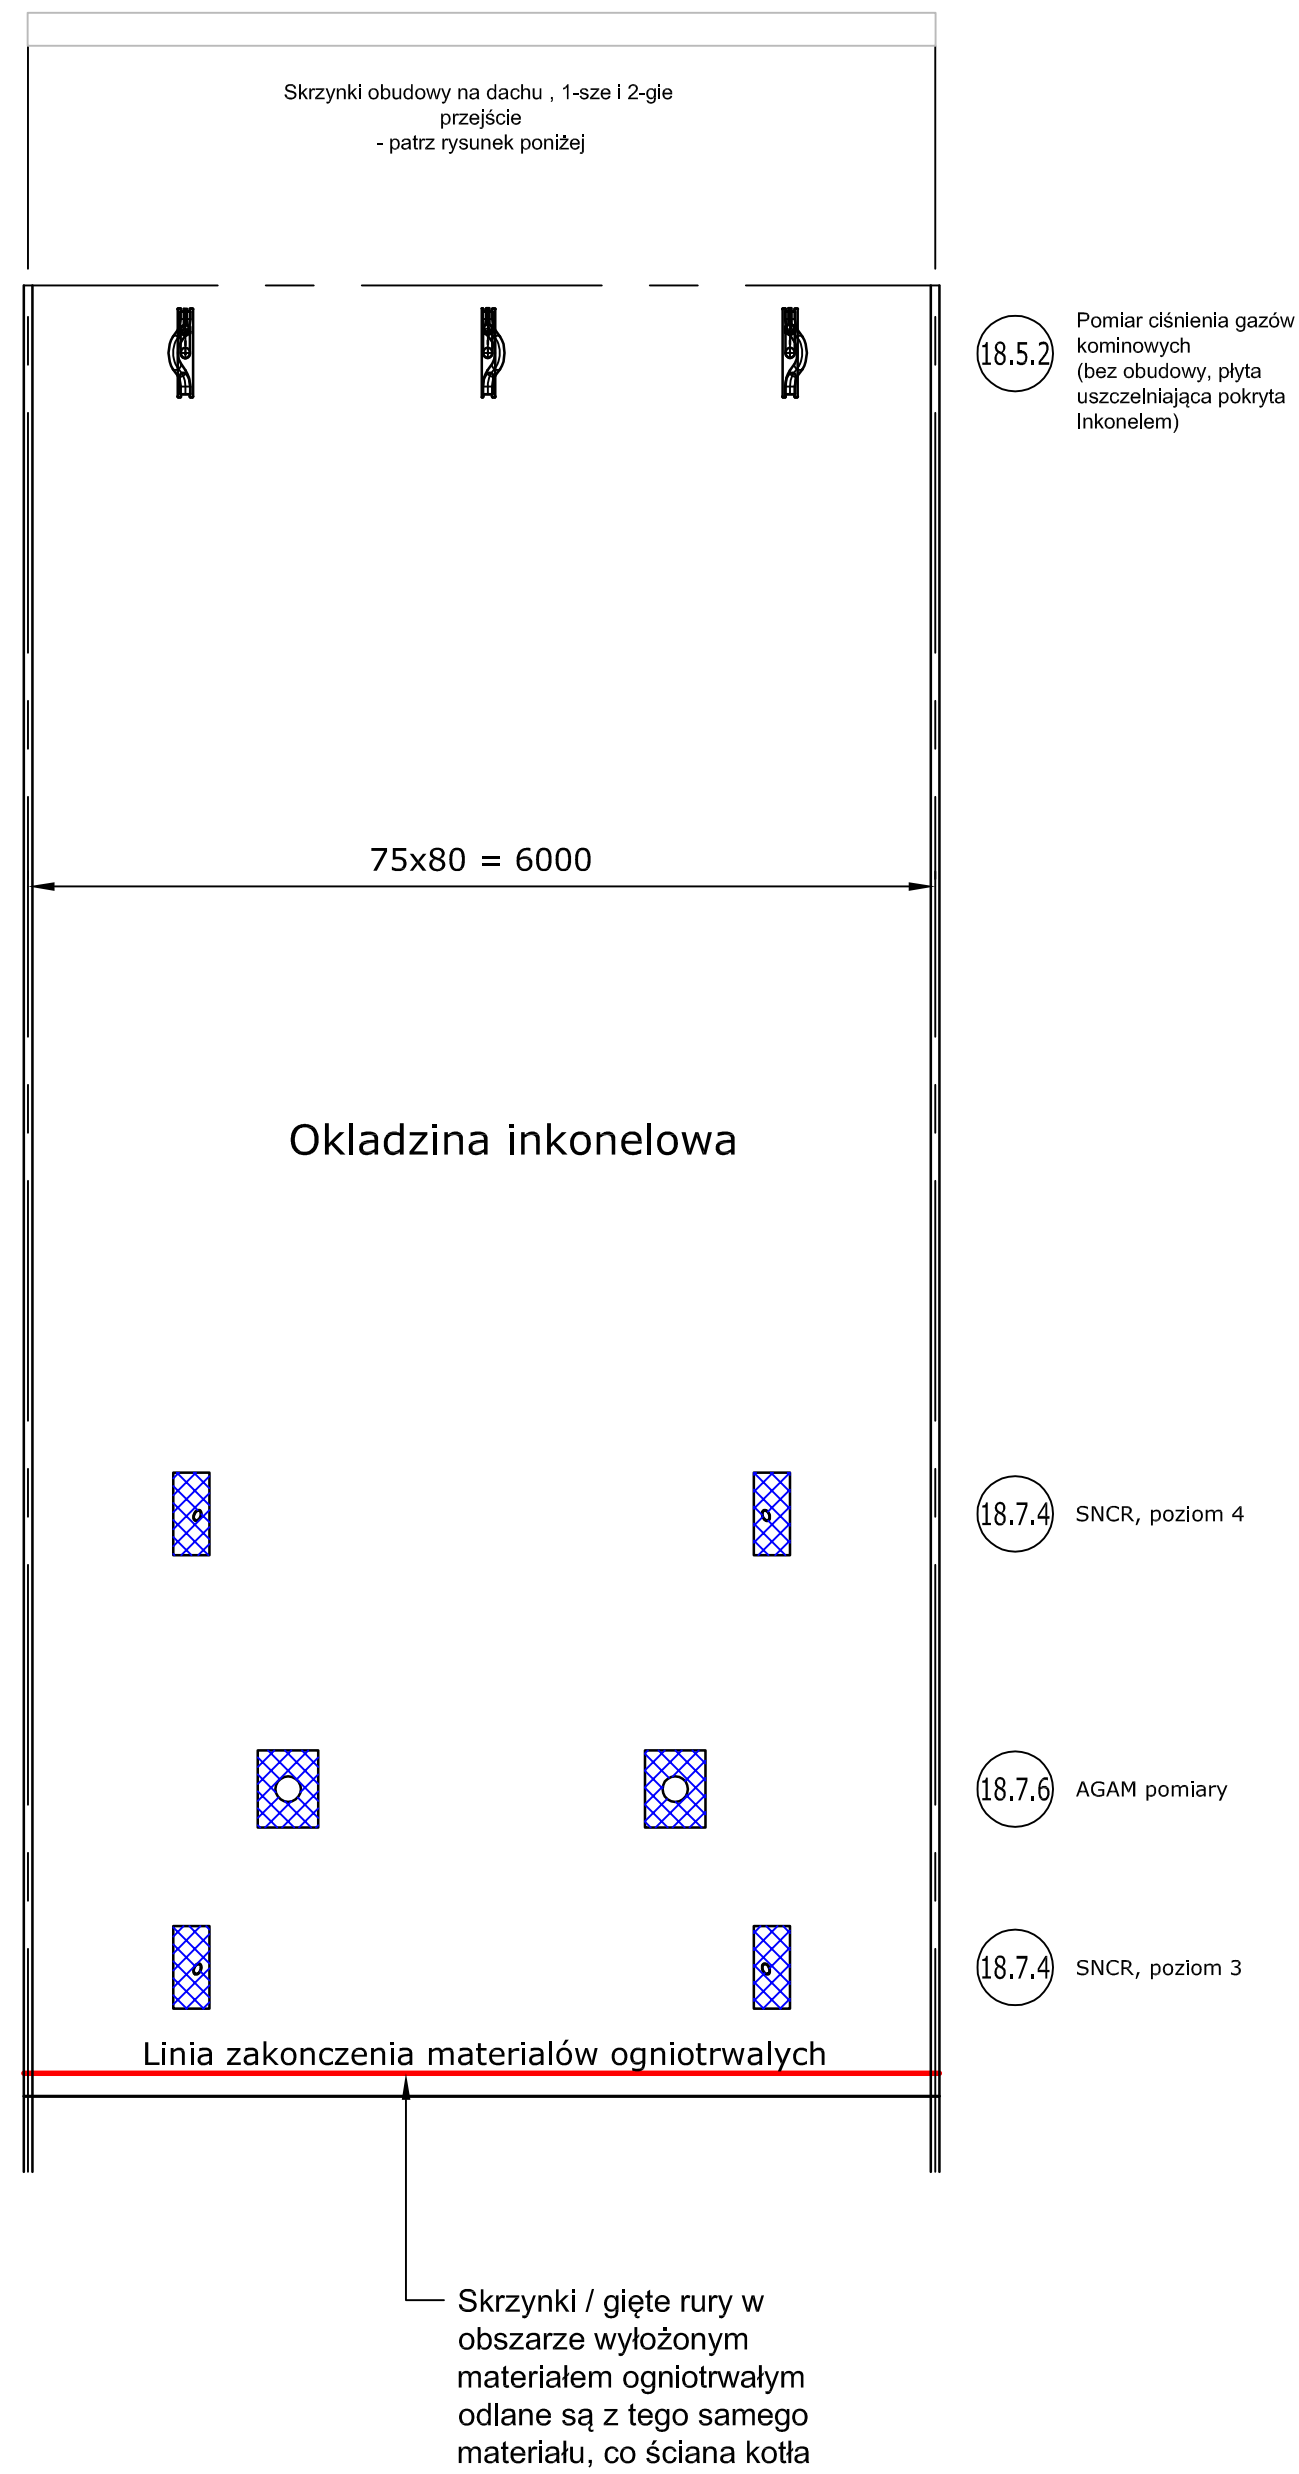 Skrzynki obudowy na dachu , 1-sze i 2-gie
przejście
- patrz rysunek poniżej
18.5.2
Pomiar ciśnienia gazów
kominowych
(bez obudowy, płyta
uszczelniająca pokryta
Inkonelem)
75x80 = 6000
Okladzina inkonelowa
18.7.4
SNCR, poziom 4
18.7.6
AGAM pomiary
18.7.4
SNCR, poziom 3
Linia zakonczenia materialów ogniotrwalych
Skrzynki / gięte rury w
obszarze wyłożonym
materiałem ogniotrwałym
odlane są z tego samego
materiału, co ściana kotła